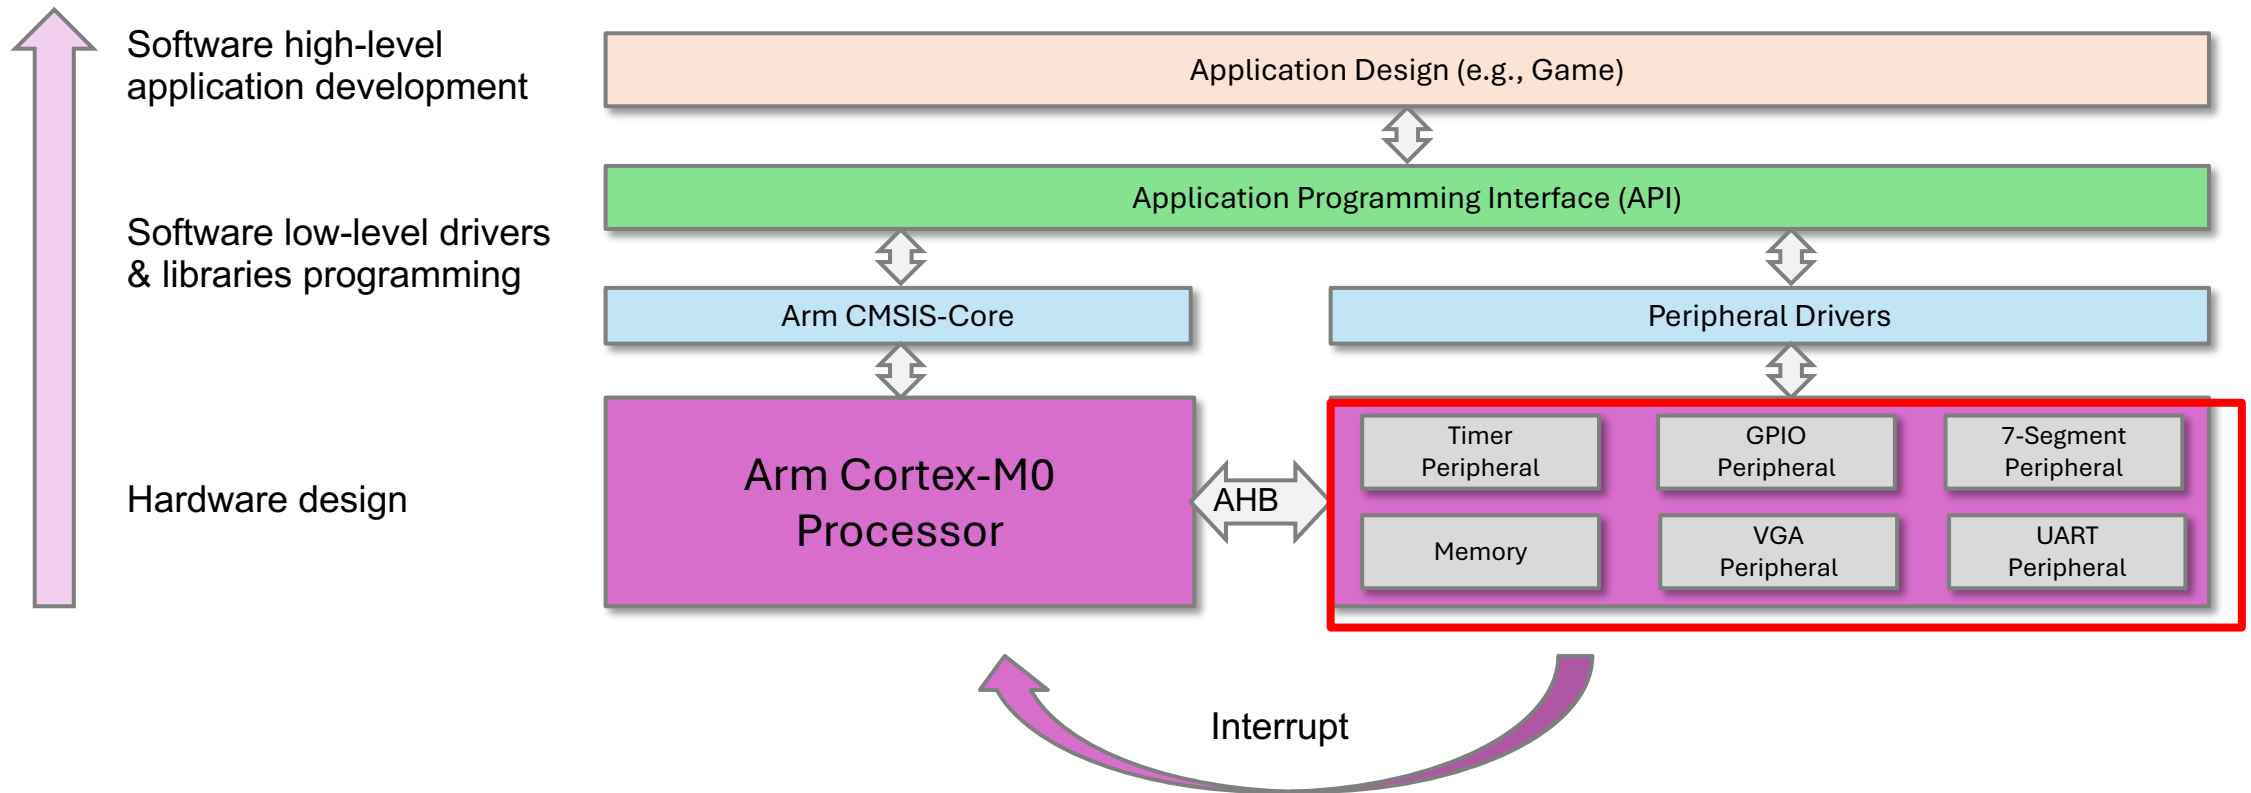 Software high-level
application development
Application Design (e.g., Game)
Application Programming Interface (API)
Software low-level drivers
& libraries programming
Arm CMSIS-Core
Peripheral Drivers
Hardware design
Arm Cortex-M0
Processor
AHB
Timer
Peripheral
GPIO
Peripheral
7-Segment
Peripheral
Memory
VGA
Peripheral
UART
Peripheral
Interrupt